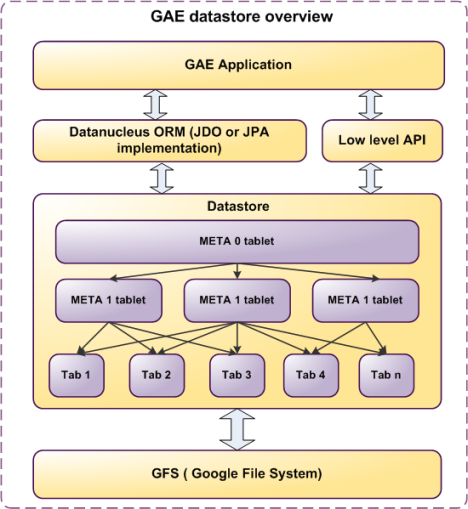 GAE datastore overview
GAE Application
Datanucleus ORM (JDO or JPA
implementation)
Low level API
Datastore
META 0 tablet
META 1 tablet
META 1 tablet
META 1 tablet
Tab 1
Tab 2
Tab 3
Tab 4
Tab n
GFS ( Google File System)